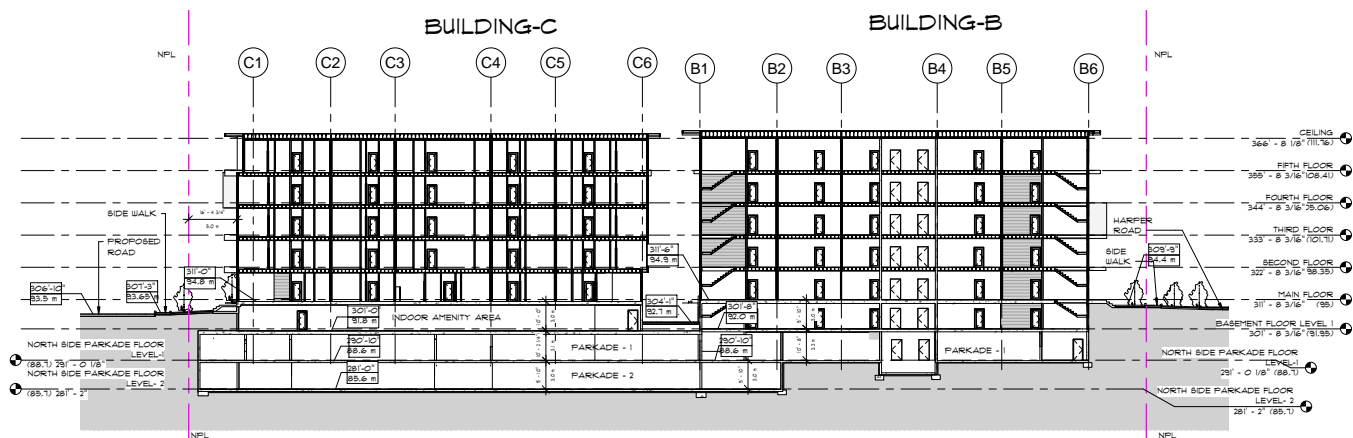 BUILDING-C
BUILDING-B
NPL
NPL
C1
C2
C3
C4
C5
C6
B1
B2
B3
B4
B5
B6
CEILING
366' - 8 1/8" (111.76)
FIFTH FLOOR
355' - 8 3/16" (108.41)
FOURTH FLOOR
344' - 8 3/16"
THIRD FLOOR
333' - 8 3/16" (101.71)
SECOND FLOOR
322' - 8 3/16"
MAIN FLOOR
311' - 8 3/16" (95)
BASEMENT FLOOR LEVEL 1
301' - 8 3/16" (91.95)
SIDE WALK
16' - 4 3/4"
5.0 m
PROPOSED
ROAD
306'-10"
93.5 m
307'-3"
93.65
311'-0"
94.8 m
311'-6"
94.9 m
304'-1"
92.7 m
HARPER
ROAD
SIDE
WALK
309'-9"
94.4 m
301'-0"
91.8 m
INDOOR AMENITY AREA
301'-8"
92.0 m
NORTH SIDE PARKADE FLOOR
LEVEL-1
(88.7) 291' - 0 1/8"
290'-10"
88.6 m
PARKADE - 1
290'-10"
88.6 m
PARKADE - 1
NORTH SIDE PARKADE FLOOR
LEVEL-1
291' - 0 1/8" (88.7)
NORTH SIDE PARKADE FLOOR
LEVEL- 2
(85.7) 281' - 2"
281'-0"
85.6 m
PARKADE - 2
NORTH SIDE PARKADE FLOOR
LEVEL- 2
281' - 2" (85.7)
NPL
NPL